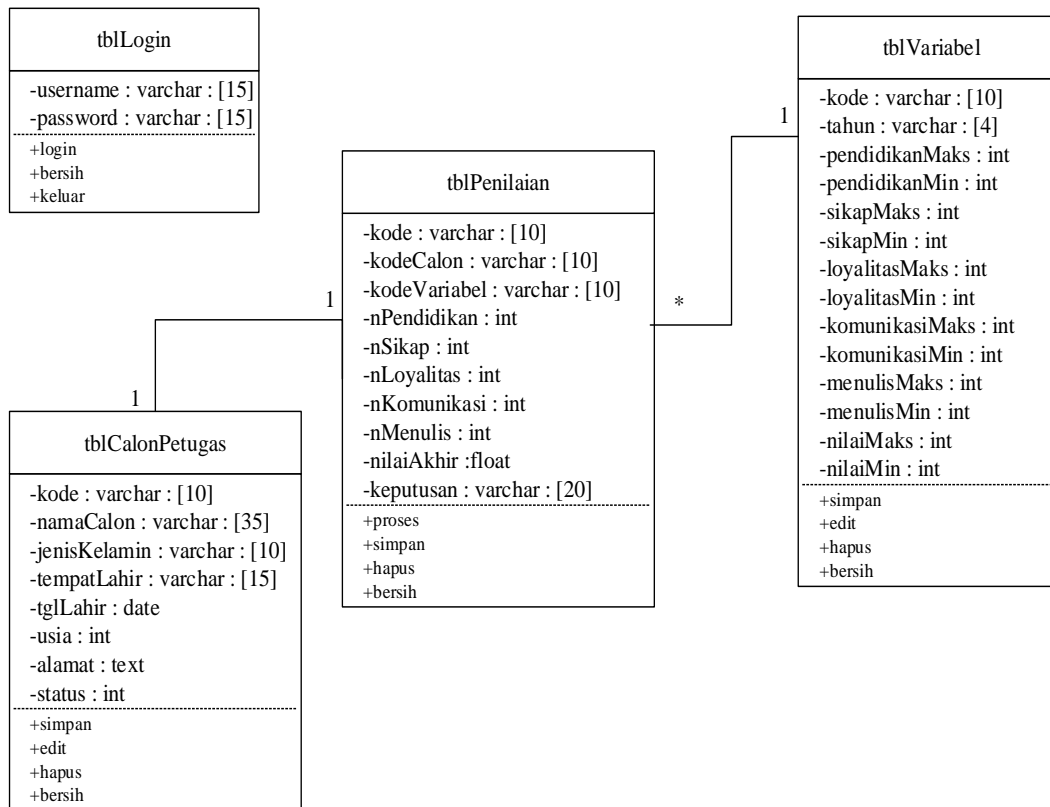 tblLogin
-username : varchar : [15]
-password : varchar : [15]
+login
+bersih
+keluar
tblVariabel
-kode : varchar : [10]
-tahun : varchar : [4]
-pendidikanMaks : int
-pendidikanMin : int
-sikapMaks : int
-sikapMin : int
-loyalitasMaks : int
-loyalitasMin : int
-komunikasiMaks : int
-komunikasiMin : int
-menulisMaks : int
-menulisMin : int
-nilaiMaks : int
-nilaiMin : int
+simpan
+edit
+hapus
+bersih
1
*
tblPenilaian
-kode : varchar : [10]
-kodeCalon : varchar : [10]
-kodeVariabel : varchar : [10]
-nPendidikan : int
-nSikap : int
-nLoyalitas : int
-nKomunikasi : int
-nMenulis : int
-nilaiAkhir :float
-keputusan : varchar : [20]
+proses
+simpan
+hapus
+bersih
1
1
tblCalonPetugas
-kode : varchar : [10]
-namaCalon : varchar : [35]
-jenisKelamin : varchar : [10]
-tempatLahir : varchar : [15]
-tglLahir : date
-usia : int
-alamat : text
-status : int
+simpan
+edit
+hapus
+bersih